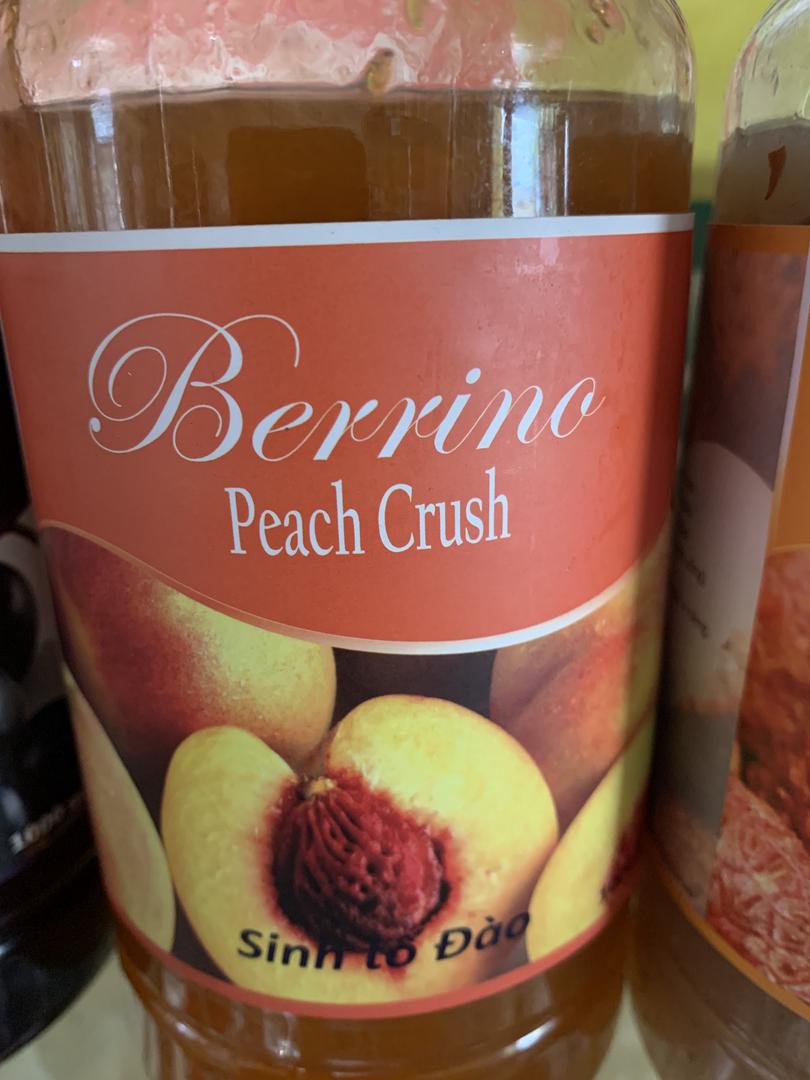 Berrino
Peach Crush
Sinh tố Đào